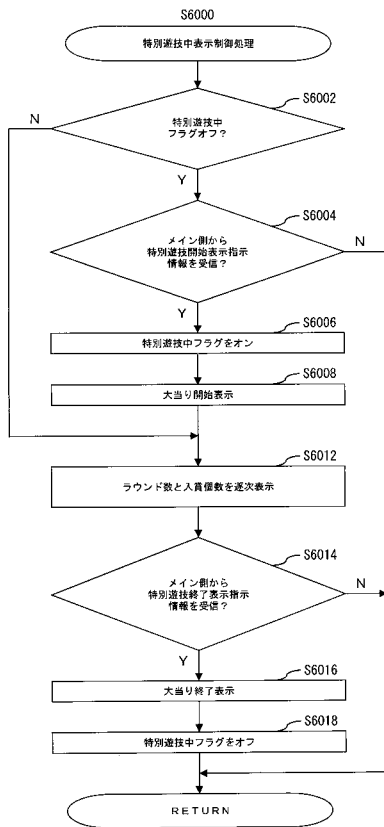 S6000
特別遊技中表示制御処理
S6002
特別遊技中
フラグオフ?
N
Y
S6004
メイン側から
特別遊技開始表示指示
情報を受信?
N
Y
S6006
特別遊技中フラグをオン
S6008
大当り開始表示
S6012
ラウンド数と入賞個数を逐次表示
S6014
メイン側から
特別遊技終了表示指示
情報を受信?
N
Y
S6016
大当り終了表示
S6018
特別遊技中フラグをオフ
RETURN